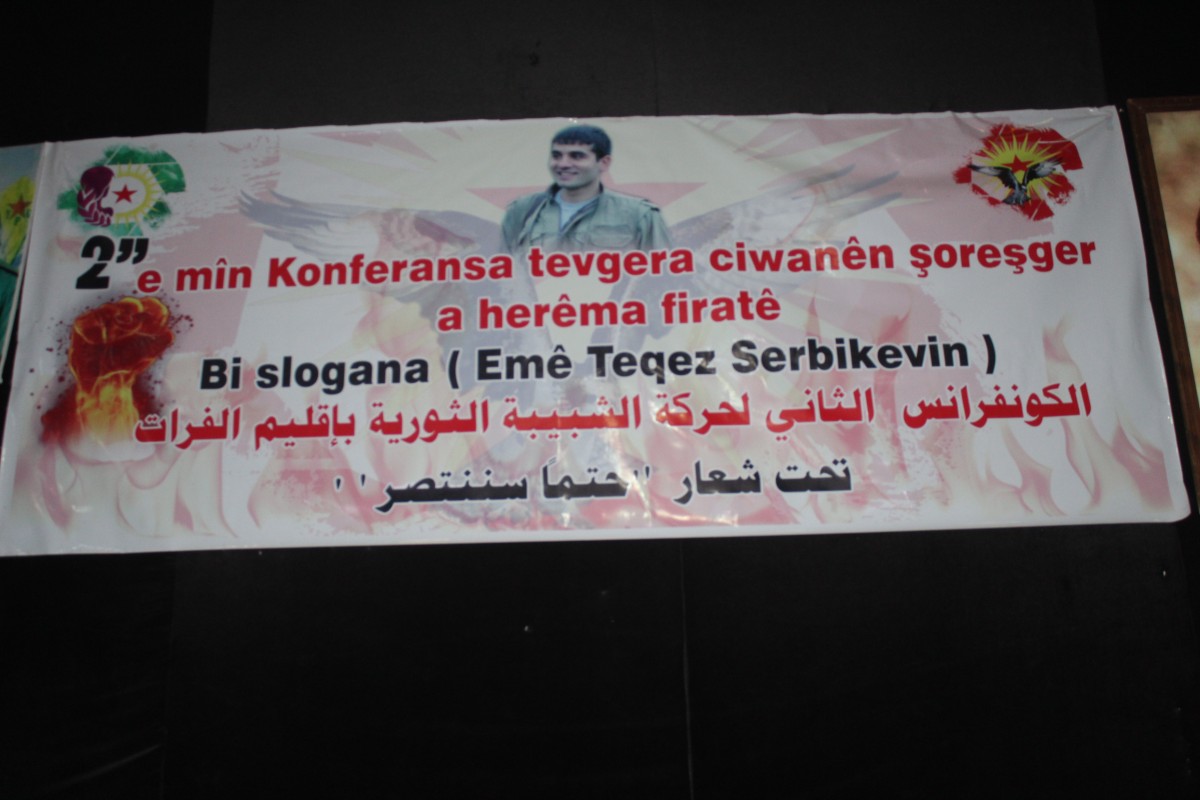 2" e mîn Konferansa tevgera ciwanên şoreşger
a herêma firatê
Bi slogana ( Emê Teqez Serbikevin )
الكونفرانس الثاني لحركة الشبيبة الثورية بإقليم الفرات
تحت شعار "حتما سننتصر ''